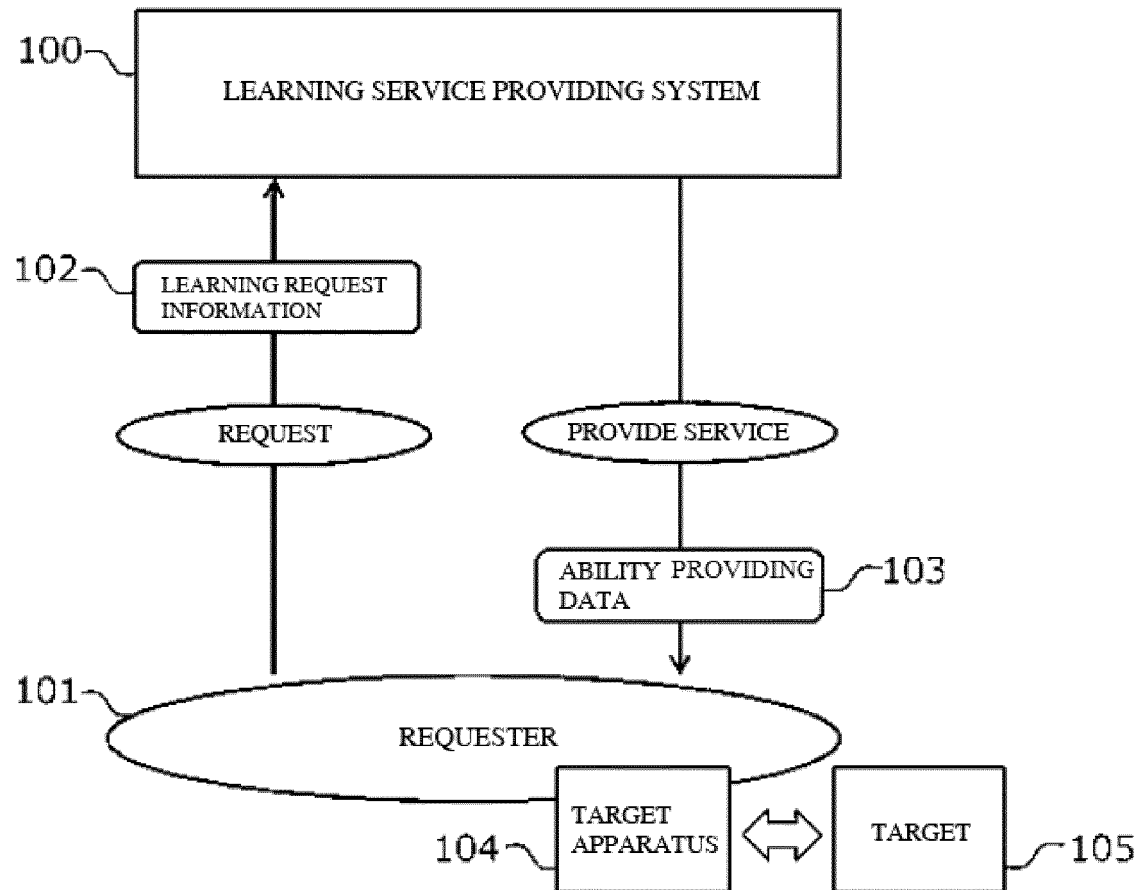 100
LEARNING SERVICE PROVIDING SYSTEM
102
LEARNING REQUEST
INFORMATION
REQUEST
PROVIDE SERVICE
ABILITY PROVIDING
DATA
103
101
REQUESTER
TARGET
APPARATUS
104
TARGET
105